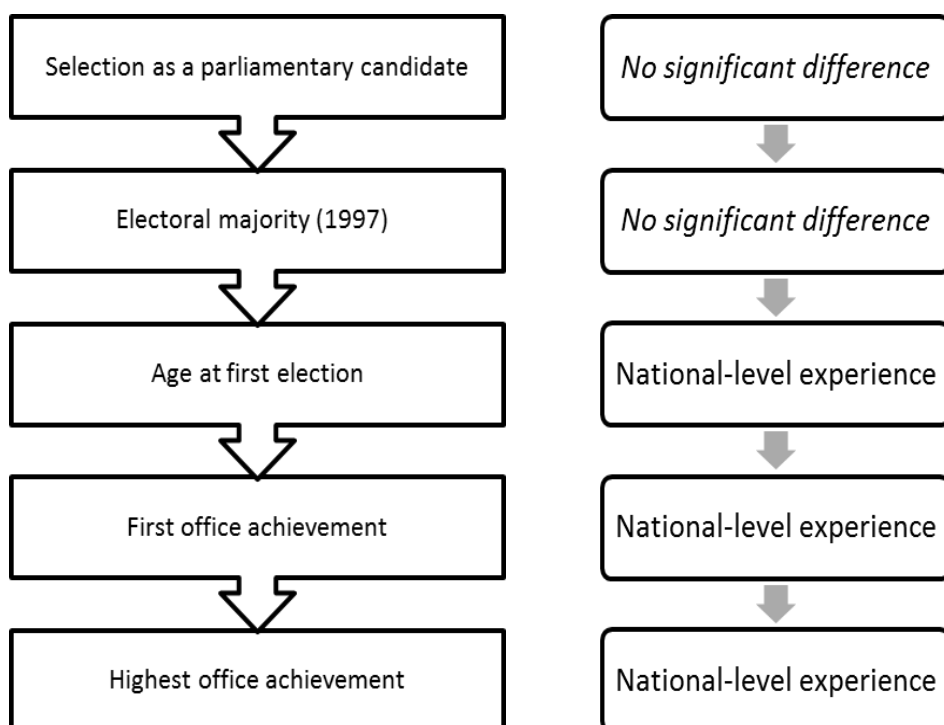 Selection as a parliamentary candidate
No significant difference
Electoral majority (1997)
No significant difference
Age at first election
National-level experience
First office achievement
National-level experience
Highest office achievement
National-level experience